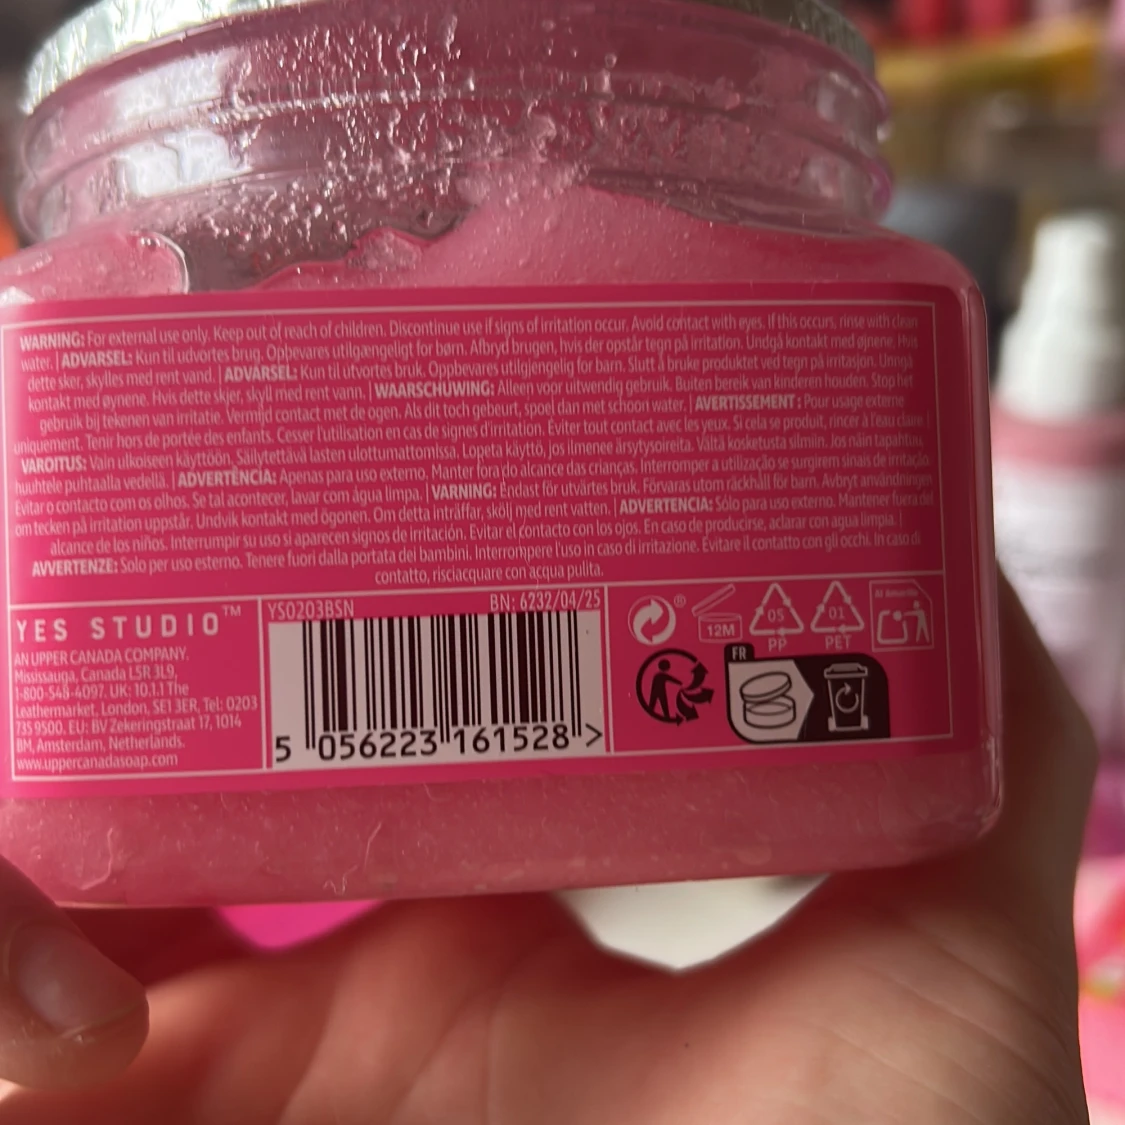 WARNING: For external use only. Keep out of reach of children. Discontinue use if signs of irritation occur. Avoid contact with eyes. If this occurs, rinse with clean
water. | ADVARSEL: Kun til udvortes brug. Opbevares utilgængeligt for børn. Afbryd brugen, hvis der opstår tegn på irritation. Undgå kontakt med øjnene. Hvis
dette sker, skylles med rent vand. | ADVARSEL: Kun til utvortes bruk. Oppbevares utilgjengelig for barn. Slutt å bruke produktet ved tegn på irritasjon. Unngå
kontakt med øynene. Hvis dette skjer, skyll med rent vann. | WAARSCHUWING: Alleen voor uitwendig gebruik. Buiten bereik van kinderen houden. Stop het
gebruik bij tekenen van irritatie. Vermijd contact met de ogen. Als dit toch gebeurt, spoel dan met schoon water. | AVERTISSEMENT : Pour usage externe
uniquement. Tenir hors de portée des enfants. Cesser l'utilisation en cas de signes d'irritation. Éviter tout contact avec les yeux. Si cela se produit, rincer à l'eau claire |
VAROITUS: Vain ulkoiseen käyttöön. Säilytettävä lasten ulottumattomissa. Lopeta käyttö, jos ilmenee ärsytysoireita. Vältä kosketusta silmiin. Jos näin tapahtuu,
huuhtele puhtaalla vedellä. | ADVERTÊNCIA: Apenas para uso externo. Manter fora do alcance das crianças. Interromper a utilização se surgirem sinais de irritação.
Evitar o contacto com os olhos. Se tal acontecer, lavar com água limpa. | VARNING: Endast för utvärtes bruk. Förvaras utom räckhåll för barn. Avbryt användningen
om tecken på irritation uppstår. Undvik kontakt med ögonen. Om detta inträffar, skölj med rent vatten. | ADVERTENCIA: Sólo para uso externo. Mantener fuera del
alcance de los niños. Interrumpir su uso si aparecen signos de irritación. Evitar el contacto con los ojos. En caso de producirse, aclarar con agua limpia. |
AVVERTENZE: Solo per uso esterno. Tenere fuori dalla portata dei bambini. Interrompere l'uso in caso di irritazione. Evitare il contatto con gli occhi. In caso di
contatto, risciacquare con acqua pulita.
YES STUDIO™
AN UPPER CANADA COMPANY.
Mississauga, Canada L5R 3L9,
1-800-548-4097. UK: 10.1.1 The
Leathermarket, London, SE1 3ER, Tel: 0203
735 9500. EU: BV Zekeringstraat 17, 1014
BM, Amsterdam, Netherlands.
www.uppercanadasoap.com
YS0203BSN BN: 6232/04/25
5 056223 161528 >
®
12M
05
PP
01
PET
FR